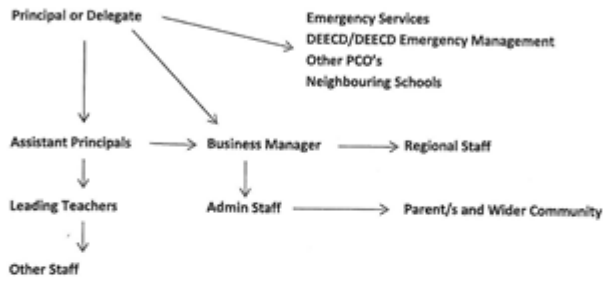 Principal or Delegate
Emergency Services
DEECD/DEECD Emergency Management
Other PCO's
Neighbouring Schools
Assistant Principals
Business Manager
Regional Staff
Leading Teachers
Admin Staff
Parent/s and Wider Community
Other Staff